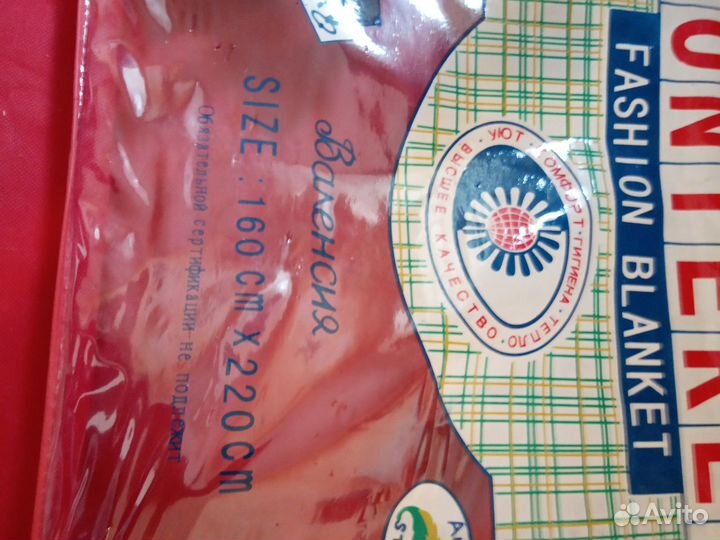 UNIERE
FASHION BLANKET
УЮТ · КОМФОРТ · ГИГИЕНА · ТЕПЛО
ВЫСШЕЕ КАЧЕСТВО
Валенсия
SIZE: 160 cm X 220 cm
Обязательной сертификации не подлежит
Avito